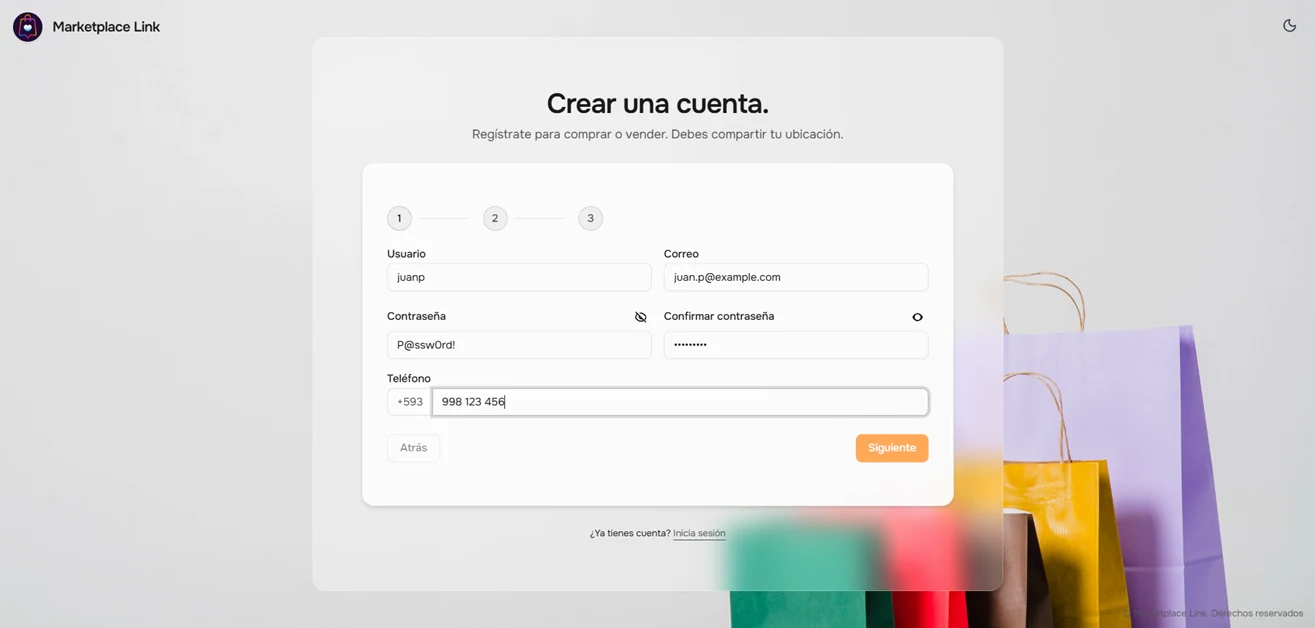 Marketplace Link
Crear una cuenta.
Regístrate para comprar o vender. Debes compartir tu ubicación.
1 2 3
Usuario Correo
juanp juan.p@example.com
Contraseña Confirmar contraseña
P@ssw0rd! •••••••••
Teléfono
+593 998 123 456
Atrás Siguiente
¿Ya tienes cuenta? Inicia sesión
Marketplace Link. Derechos reservados